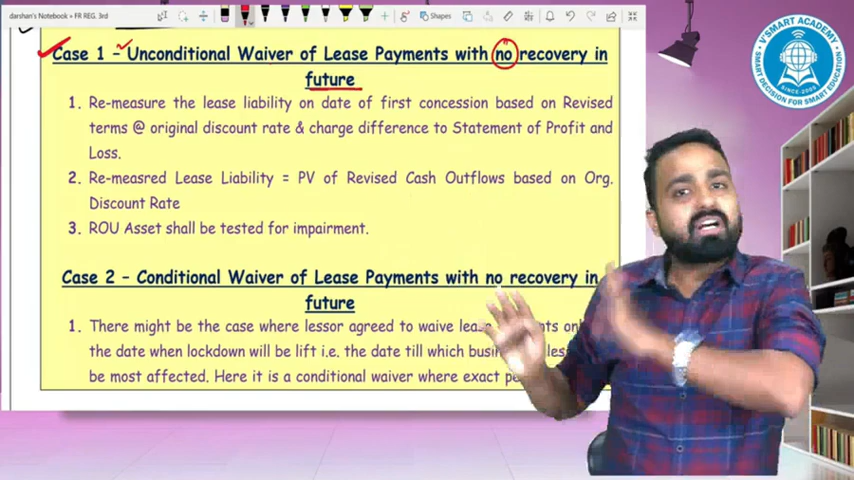 darshan's Notebook » FR REG. 3rd
Shapes
Case 1 – Unconditional Waiver of Lease Payments with no recovery in
future
1. Re-measure the lease liability on date of first concession based on Revised
terms @ original discount rate & charge difference to Statement of Profit and
Loss.
2. Re-measred Lease Liability = PV of Revised Cash Outflows based on Org.
Discount Rate
3. ROU Asset shall be tested for impairment.
Case 2 – Conditional Waiver of Lease Payments with no recovery in
future
1. There might be the case where lessor agreed to waive
the date when lockdown will be lift i.e. the date till which
be most affected. Here it is a conditional waiver where exact
V'SMART ACADEMY
SMART DECISION FOR SMART EDUCATION